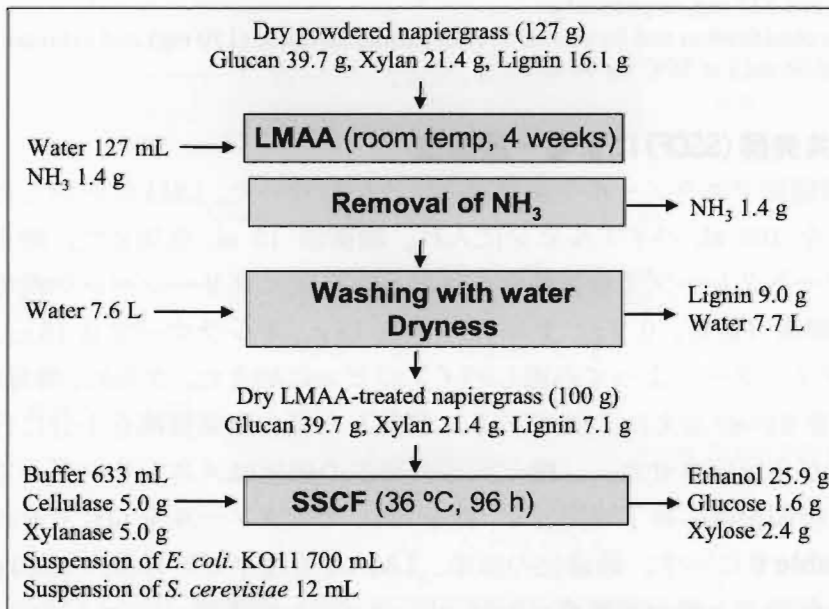 Dry powdered napiergrass (127 g)
Glucan 39.7 g, Xylan 21.4 g, Lignin 16.1 g
LMAA (room temp, 4 weeks)
Water 127 mL
NH₃ 1.4 g
Removal of NH₃
NH₃ 1.4 g
Water 7.6 L
Washing with water
Dryness
Lignin 9.0 g
Water 7.7 L
Dry LMAA-treated napiergrass (100 g)
Glucan 39.7 g, Xylan 21.4 g, Lignin 7.1 g
Buffer 633 mL
Cellulase 5.0 g
Xylanase 5.0 g
Suspension of E. coli. KO11 700 mL
Suspension of S. cerevisiae 12 mL
SSCF (36 ºC, 96 h)
Ethanol 25.9 g
Glucose 1.6 g
Xylose 2.4 g